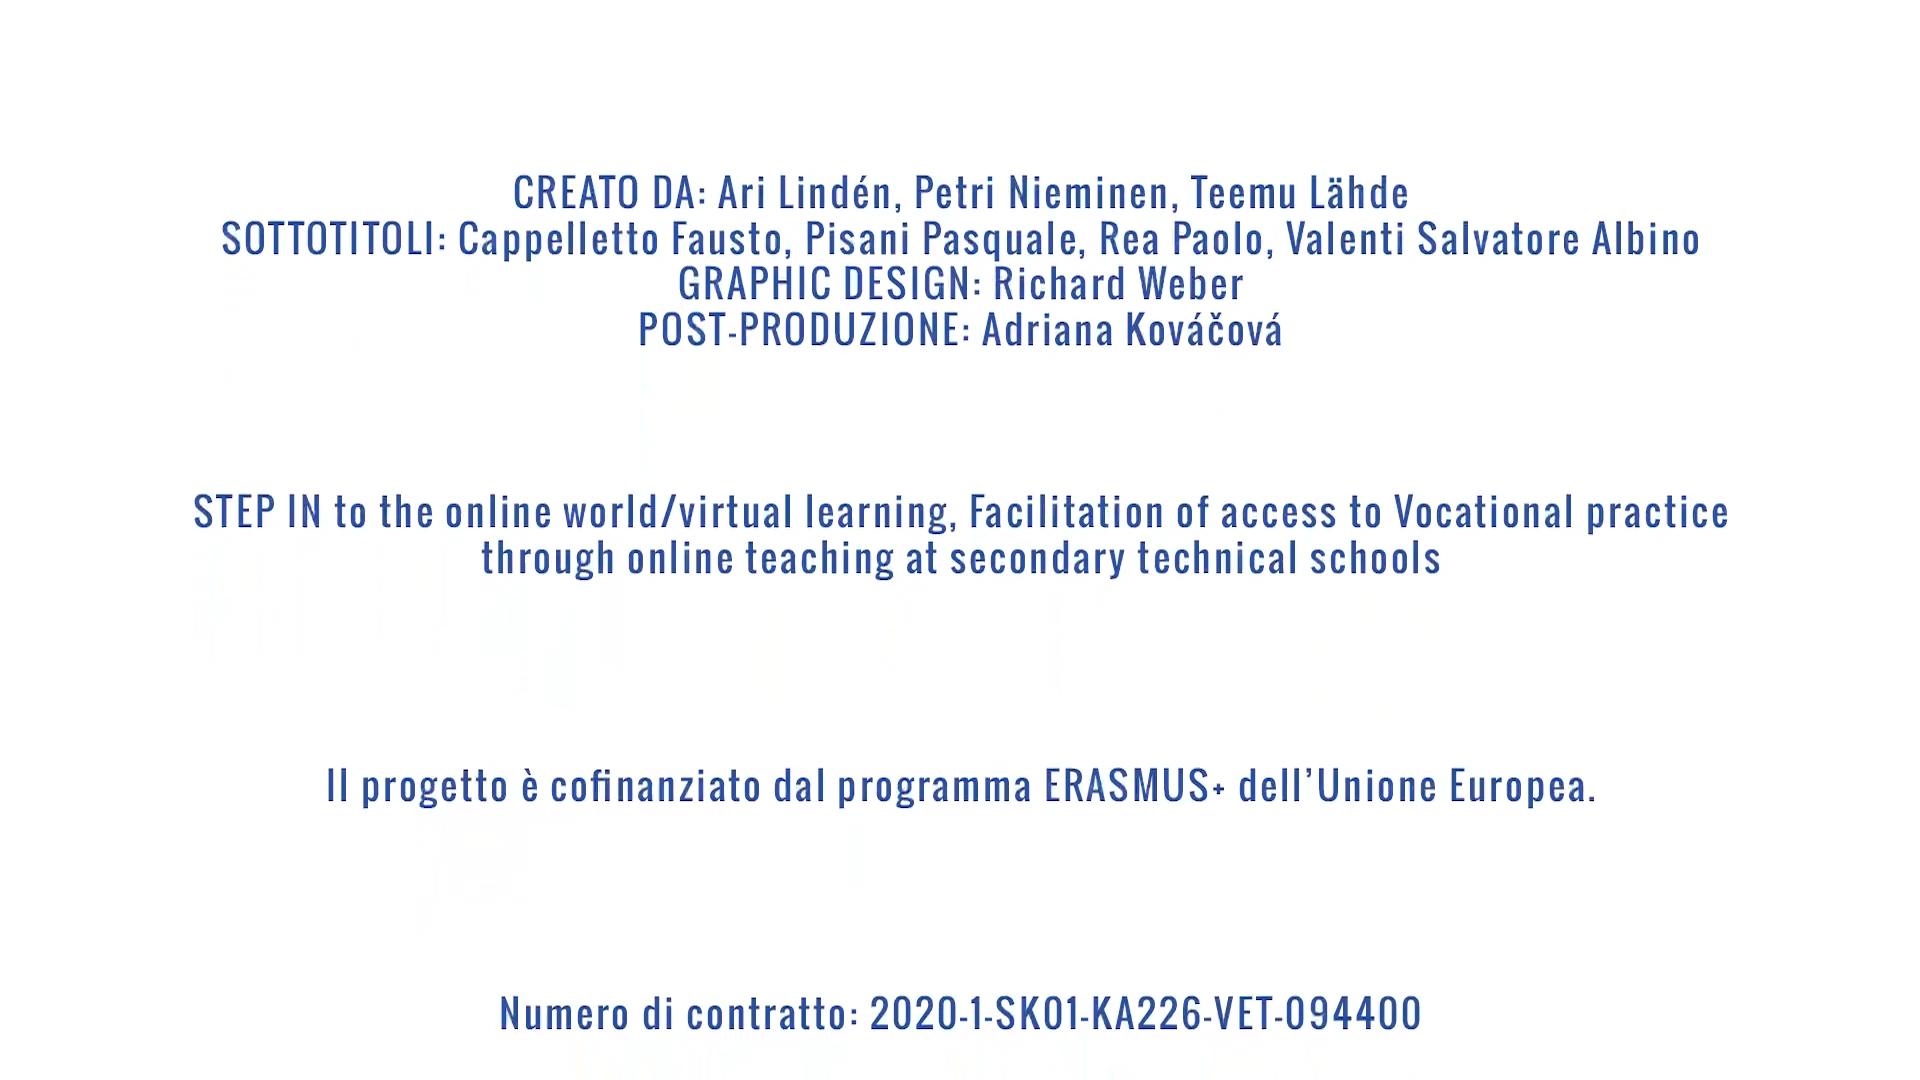 CREATO DA: Ari Lindén, Petri Nieminen, Teemu Lähde
SOTTOTITOLI: Cappelletto Fausto, Pisani Pasquale, Rea Paolo, Valenti Salvatore Albino
GRAPHIC DESIGN: Richard Weber
POST-PRODUZIONE: Adriana Kováčová
STEP IN to the online world/virtual learning, Facilitation of access to Vocational practice
through online teaching at secondary technical schools
Il progetto è cofinanziato dal programma ERASMUS+ dell’Unione Europea.
Numero di contratto: 2020-1-SK01-KA226-VET-094400